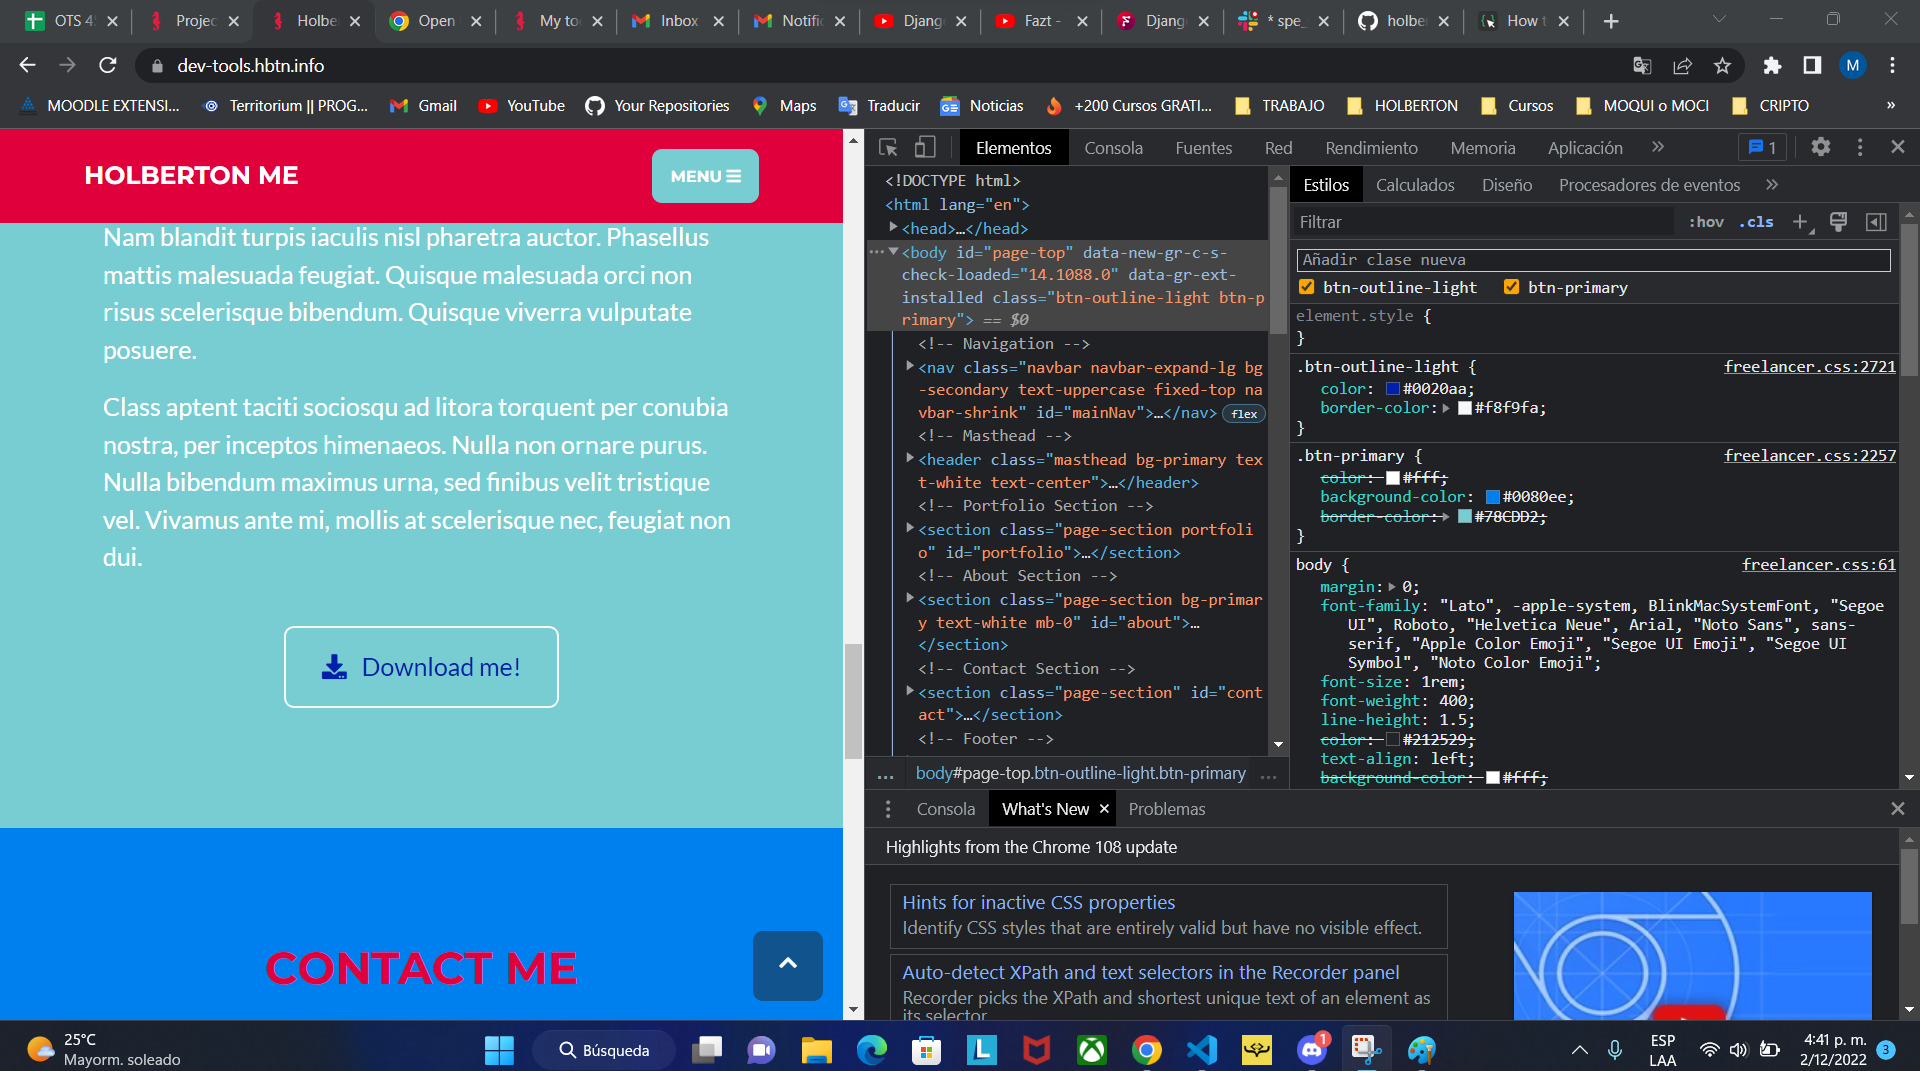 OTS 4
Projec
Holbe
Open
My to
Inbox
Notific
Djang
Fazt -
Djang
* spe_
holbe
How t
dev-tools.hbtn.info
M
MOODLE EXTENSI...
Territorium || PROG...
Gmail
YouTube
Your Repositories
Maps
Traducir
Noticias
+200 Cursos GRATI...
TRABAJO
HOLBERTON
Cursos
MOQUI o MOCI
CRIPTO
»
HOLBERTON ME
MENU
Nam blandit turpis iaculis nisl pharetra auctor. Phasellus
mattis malesuada feugiat. Quisque malesuada orci non
risus scelerisque bibendum. Quisque viverra vulputate
posuere.
Class aptent taciti sociosqu ad litora torquent per conubia
nostra, per inceptos himenaeos. Nulla non ornare purus.
Nulla bibendum maximus urna, sed finibus velit tristique
vel. Vivamus ante mi, mollis at scelerisque nec, feugiat non
dui.
Download me!
CONTACT ME
Elementos
Consola
Fuentes
Red
Rendimiento
Memoria
Aplicación
»
1
<!DOCTYPE html>
<html lang="en">
<head>…</head>
<body id="page-top" data-new-gr-c-s-
check-loaded="14.1088.0" data-gr-ext-
installed class="btn-outline-light btn-p
rimary"> == $0
<!-- Navigation -->
<nav class="navbar navbar-expand-lg bg
-secondary text-uppercase fixed-top na
vbar-shrink" id="mainNav">…</nav> flex
<!-- Masthead -->
<header class="masthead bg-primary tex
t-white text-center">…</header>
<!-- Portfolio Section -->
<section class="page-section portfoli
o" id="portfolio">…</section>
<!-- About Section -->
<section class="page-section bg-primar
y text-white mb-0" id="about">…
</section>
<!-- Contact Section -->
<section class="page-section" id="cont
act">…</section>
<!-- Footer -->
... body#page-top.btn-outline-light.btn-primary ...
Estilos
Calculados
Diseño
Procesadores de eventos
»
Filtrar
:hov
.cls
Añadir clase nueva
btn-outline-light
btn-primary
element.style {
}
.btn-outline-light { freelancer.css:2721
color: #0020aa;
border-color: #f8f9fa;
}
.btn-primary { freelancer.css:2257
color: #fff;
background-color: #0080ee;
border-color: #78CDD2;
}
body { freelancer.css:61
margin: 0;
font-family: "Lato", -apple-system, BlinkMacSystemFont, "Segoe
UI", Roboto, "Helvetica Neue", Arial, "Noto Sans", sans-
serif, "Apple Color Emoji", "Segoe UI Emoji", "Segoe UI
Symbol", "Noto Color Emoji";
font-size: 1rem;
font-weight: 400;
line-height: 1.5;
color: #212529;
text-align: left;
background-color: #fff;
Consola
What's New
Problemas
Highlights from the Chrome 108 update
Hints for inactive CSS properties
Identify CSS styles that are entirely valid but have no visible effect.
Auto-detect XPath and text selectors in the Recorder panel
Recorder picks the XPath and shortest unique text of an element as
its selector
25°C
Mayorm. soleado
Búsqueda
L
1
ESP
LAA
4:41 p. m.
2/12/2022
3